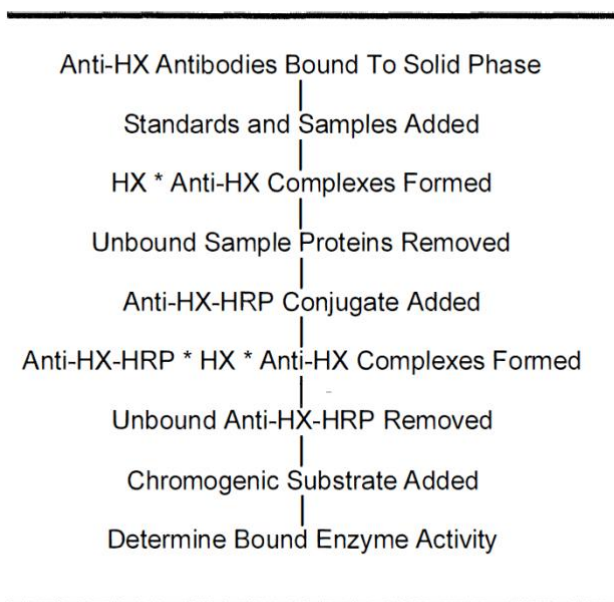 Anti-HX Antibodies Bound To Solid Phase
Standards and Samples Added
HX * Anti-HX Complexes Formed
Unbound Sample Proteins Removed
Anti-HX-HRP Conjugate Added
Anti-HX-HRP * HX * Anti-HX Complexes Formed
Unbound Anti-HX-HRP Removed
Chromogenic Substrate Added
Determine Bound Enzyme Activity